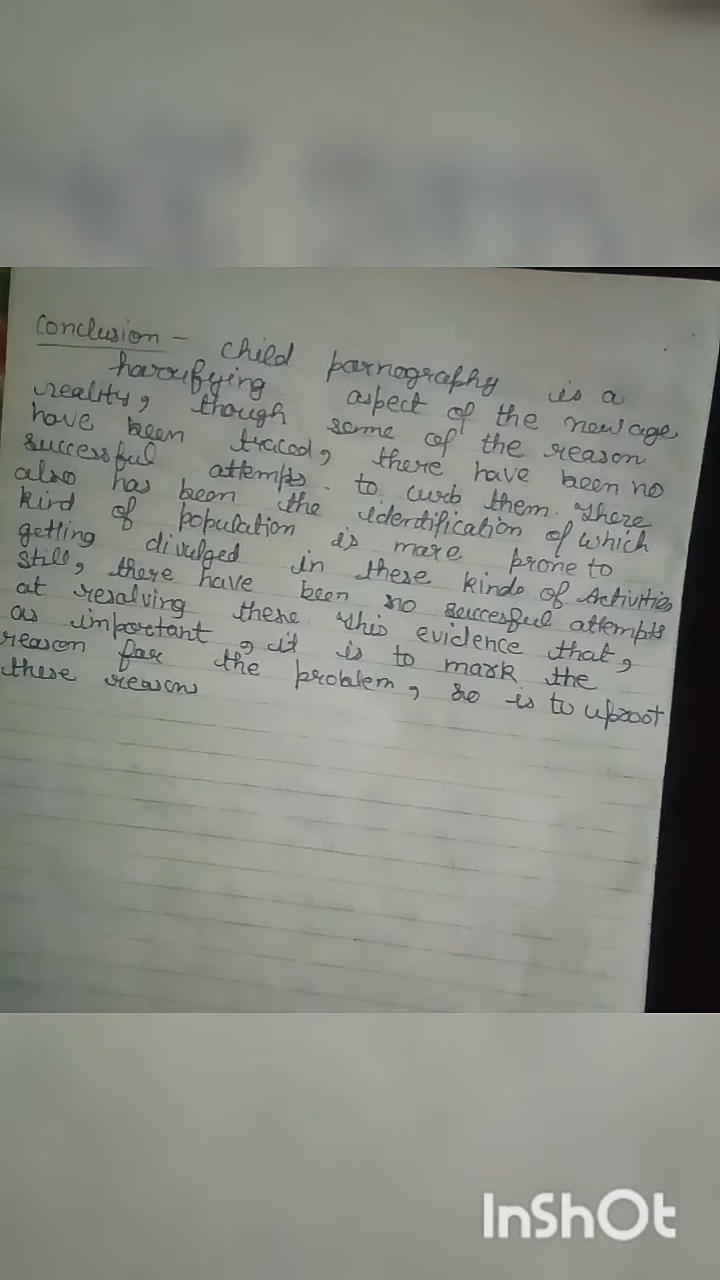 Conclusion - child pornography is a
harrifying aspect of the new age
reality, though some of the reason
have been traced, there have been no
successful attempts to curb them. There
also has been the identification of which
kind of population is more prone to
getting divulged in these kinds of Activities
still, there have been no succesful attempts
at resolving these. This evidence that,
as important, it is to mark the
reason for the problem, so is to uproot
these reason
InShOt